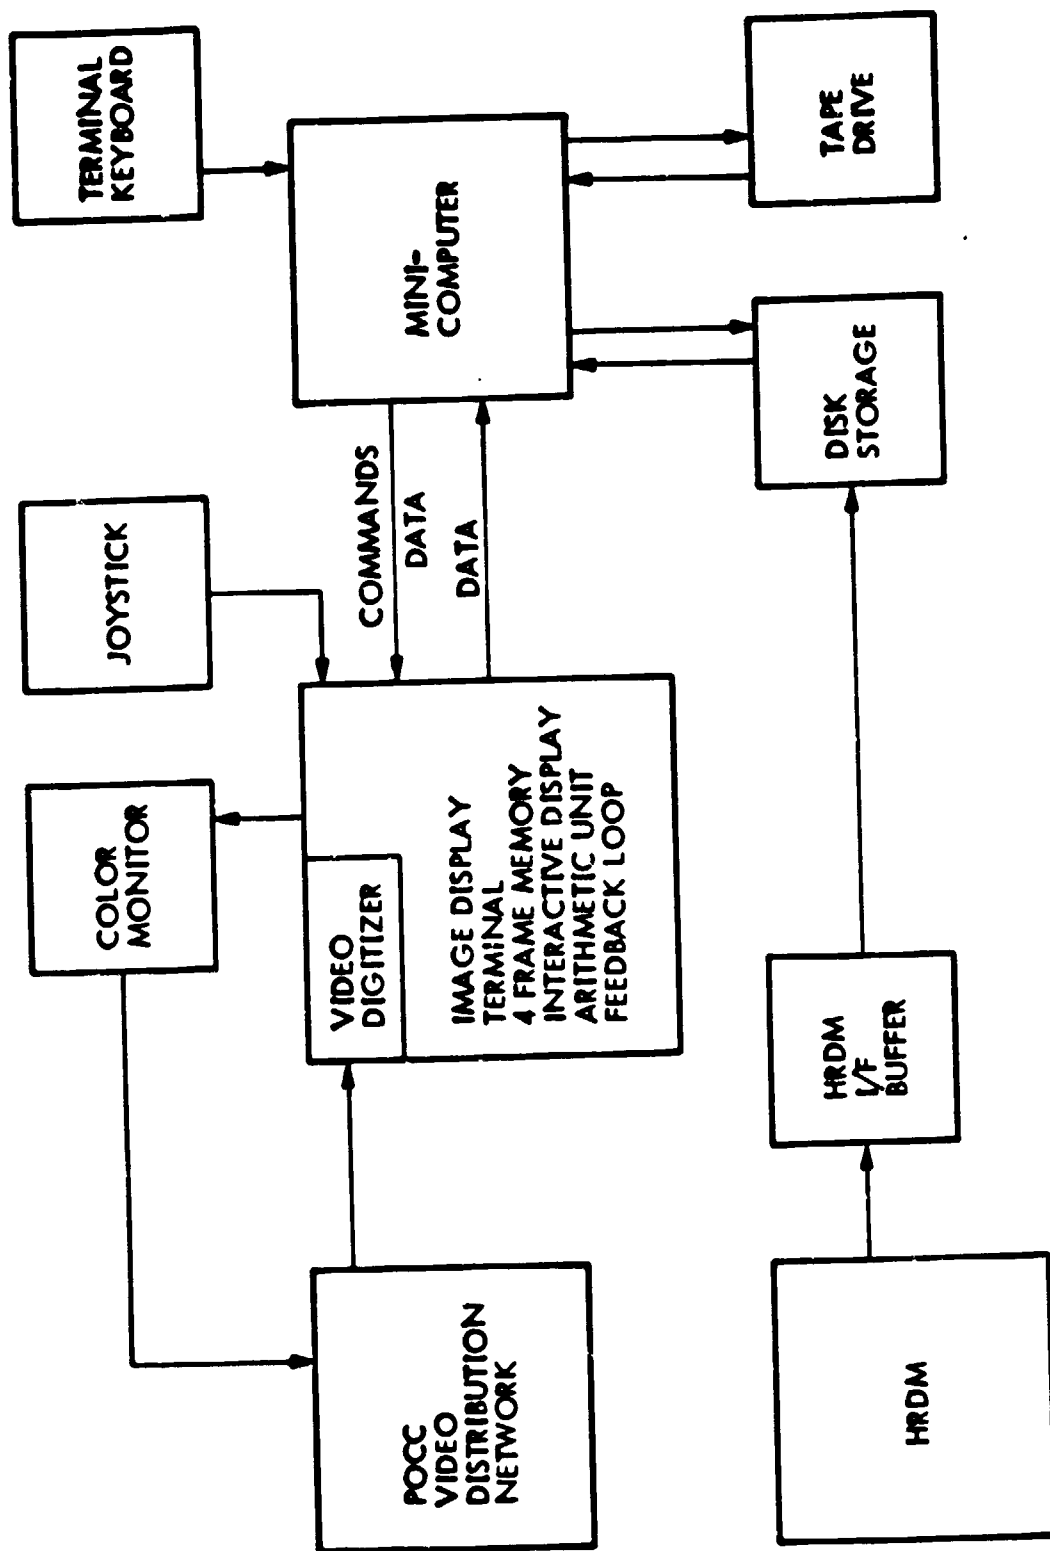 COLOR
MONITOR
JOYSTICK
TERMINAL
KEYBOARD
POCC
VIDEO
DISTRIBUTION
NETWORK
VIDEO
DIGITIZER
IMAGE DISPLAY
TERMINAL
4 FRAME MEMORY
INTERACTIVE DISPLAY
ARITHMETIC UNIT
FEEDBACK LOOP
COMMANDS
DATA
DATA
MINI-
COMPUTER
HRDM
HRDM
I/F
BUFFER
DISK
STORAGE
TAPE
DRIVE